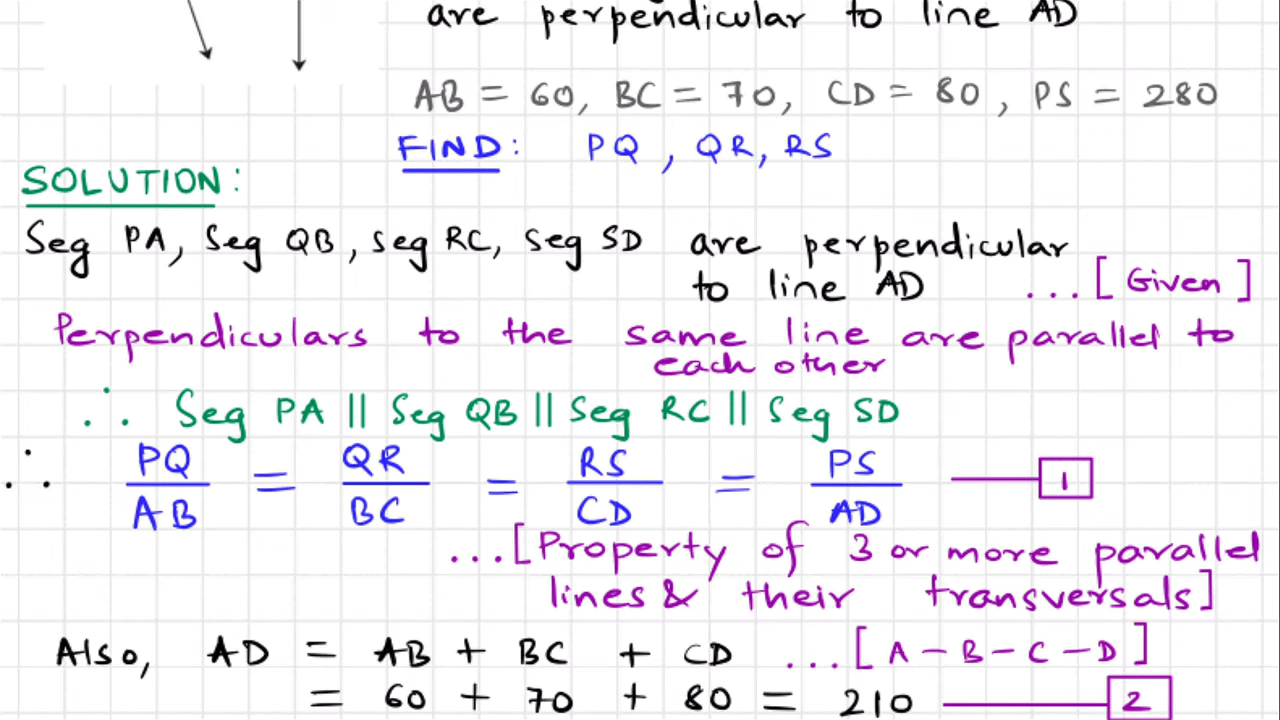 are perpendicular to line AD
AB = 60, BC = 70, CD = 80, PS = 280
FIND: PQ, QR, RS
SOLUTION:
Seg PA, Seg QB, seg RC, Seg SD are perpendicular
to line AD ...[Given]
Perpendiculars to the same line are parallel to
each other
∴ Seg PA || Seg QB || Seg RC || Seg SD
∴ PQ/AB = QR/BC = RS/CD = PS/AD — 1
...[Property of 3 or more parallel
lines & their transversals]
Also, AD = AB + BC + CD ...[A-B-C-D]
= 60 + 70 + 80 = 210 — 2